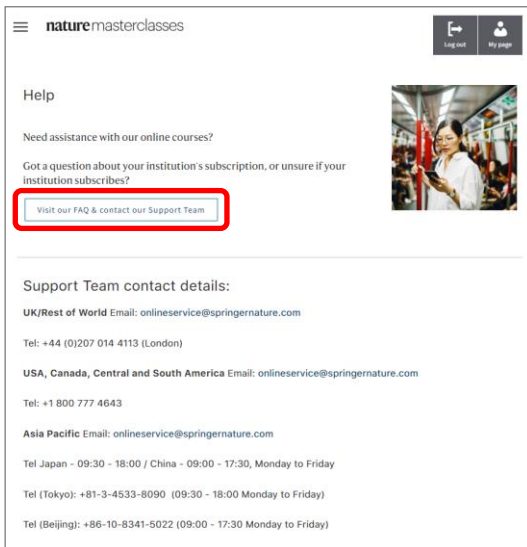 nature masterclasses
Log out
My page
Help
Need assistance with our online courses?
Got a question about your institution's subscription, or unsure if your
institution subscribes?
Visit our FAQ & contact our Support Team
Support Team contact details:
UK/Rest of World Email: onlineservice@springernature.com
Tel: +44 (0)207 014 4113 (London)
USA, Canada, Central and South America Email: onlineservice@springernature.com
Tel: +1 800 777 4643
Asia Pacific Email: onlineservice@springernature.com
Tel Japan - 09:30 - 18:00 / China - 09:00 - 17:30, Monday to Friday
Tel (Tokyo): +81-3-4533-8090 (09:30 - 18:00 Monday to Friday)
Tel (Beijing): +86-10-8341-5022 (09:00 - 17:30 Monday to Friday)